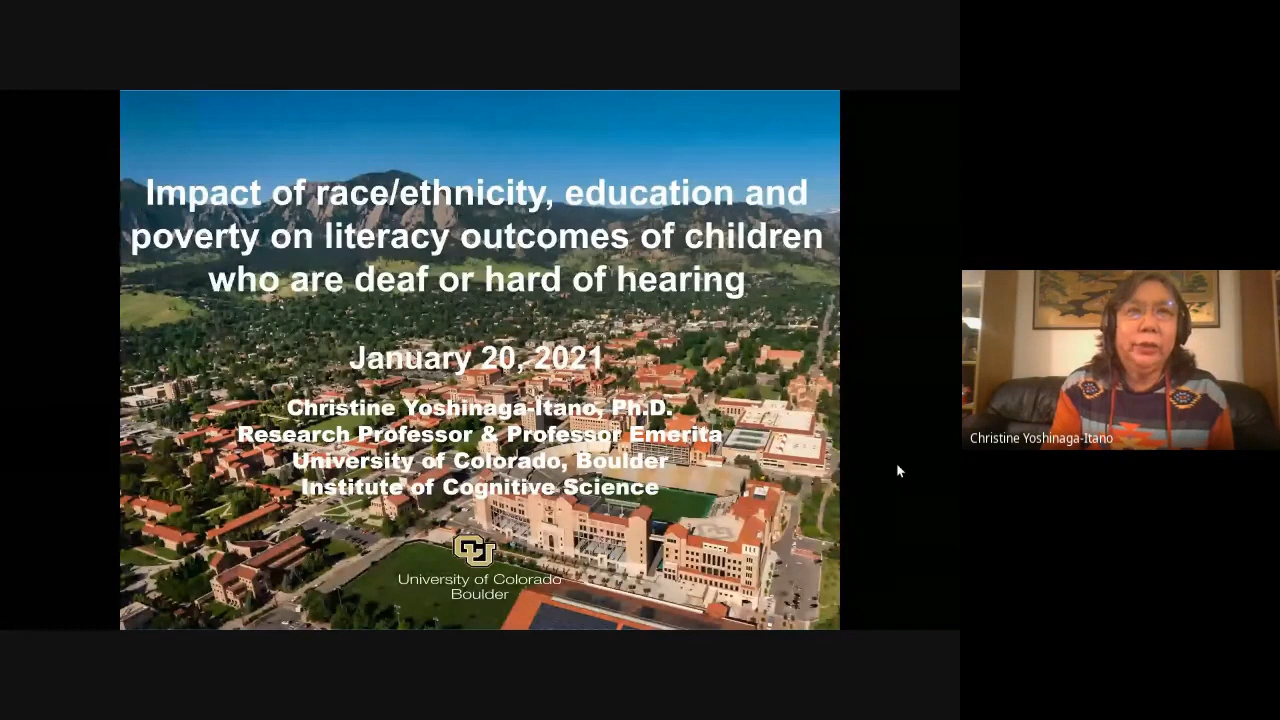 Impact of race/ethnicity, education and
poverty on literacy outcomes of children
who are deaf or hard of hearing
January 20, 2021
Christine Yoshinaga-Itano, Ph.D.
Research Professor & Professor Emerita
University of Colorado, Boulder
Institute of Cognitive Science
CU
University of Colorado
Boulder
Christine Yoshinaga-Itano